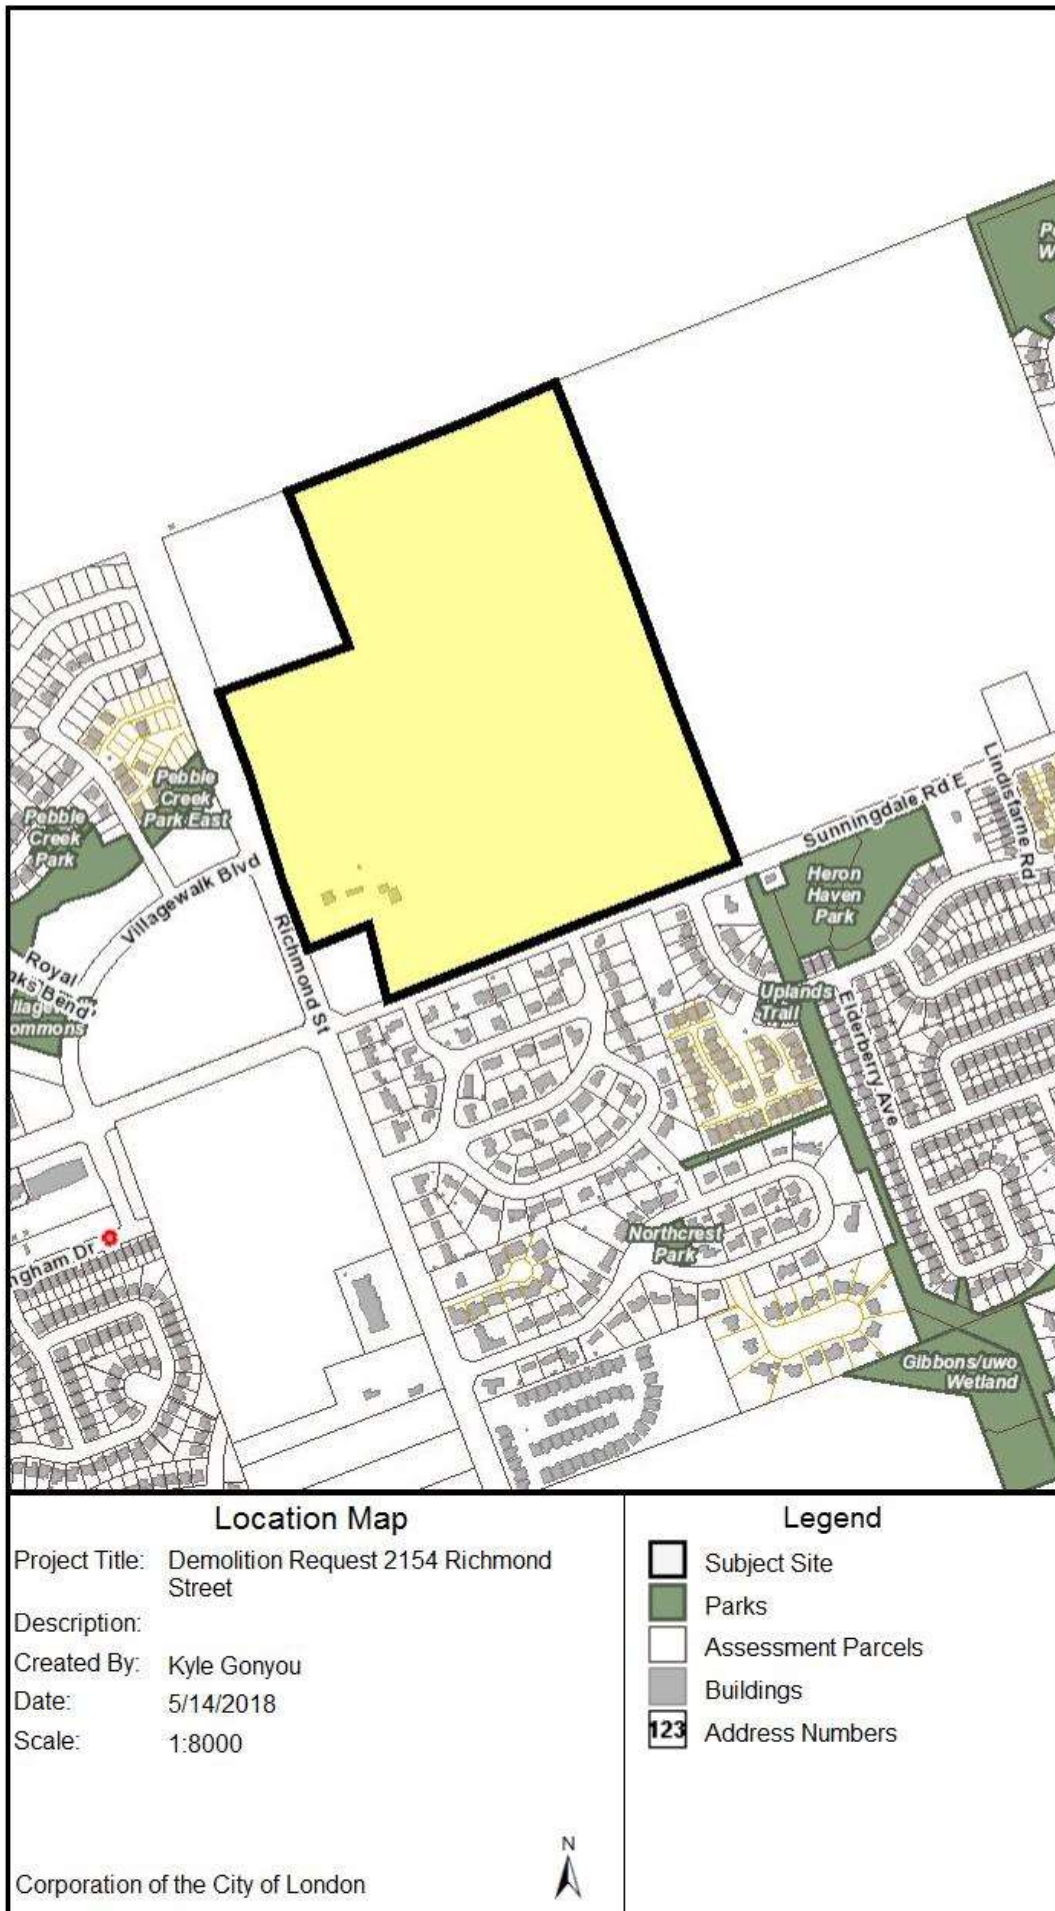 Pebble
Creek
Park East
Pebble
Creek
Park
Villagewalk Blvd
Richmond St
Royal
Sunningdale Rd E
Lindisfarne Rd
Heron
Haven
Park
Uplands
Trail
Elderberry Ave
Northcrest
Park
ngham Dr
Gibbons/uwo
Wetland
Location Map
Project Title: Demolition Request 2154 Richmond
Street
Description:
Created By: Kyle Gonyou
Date: 5/14/2018
Scale: 1:8000
N
Corporation of the City of London
Legend
Subject Site
Parks
Assessment Parcels
Buildings
123 Address Numbers